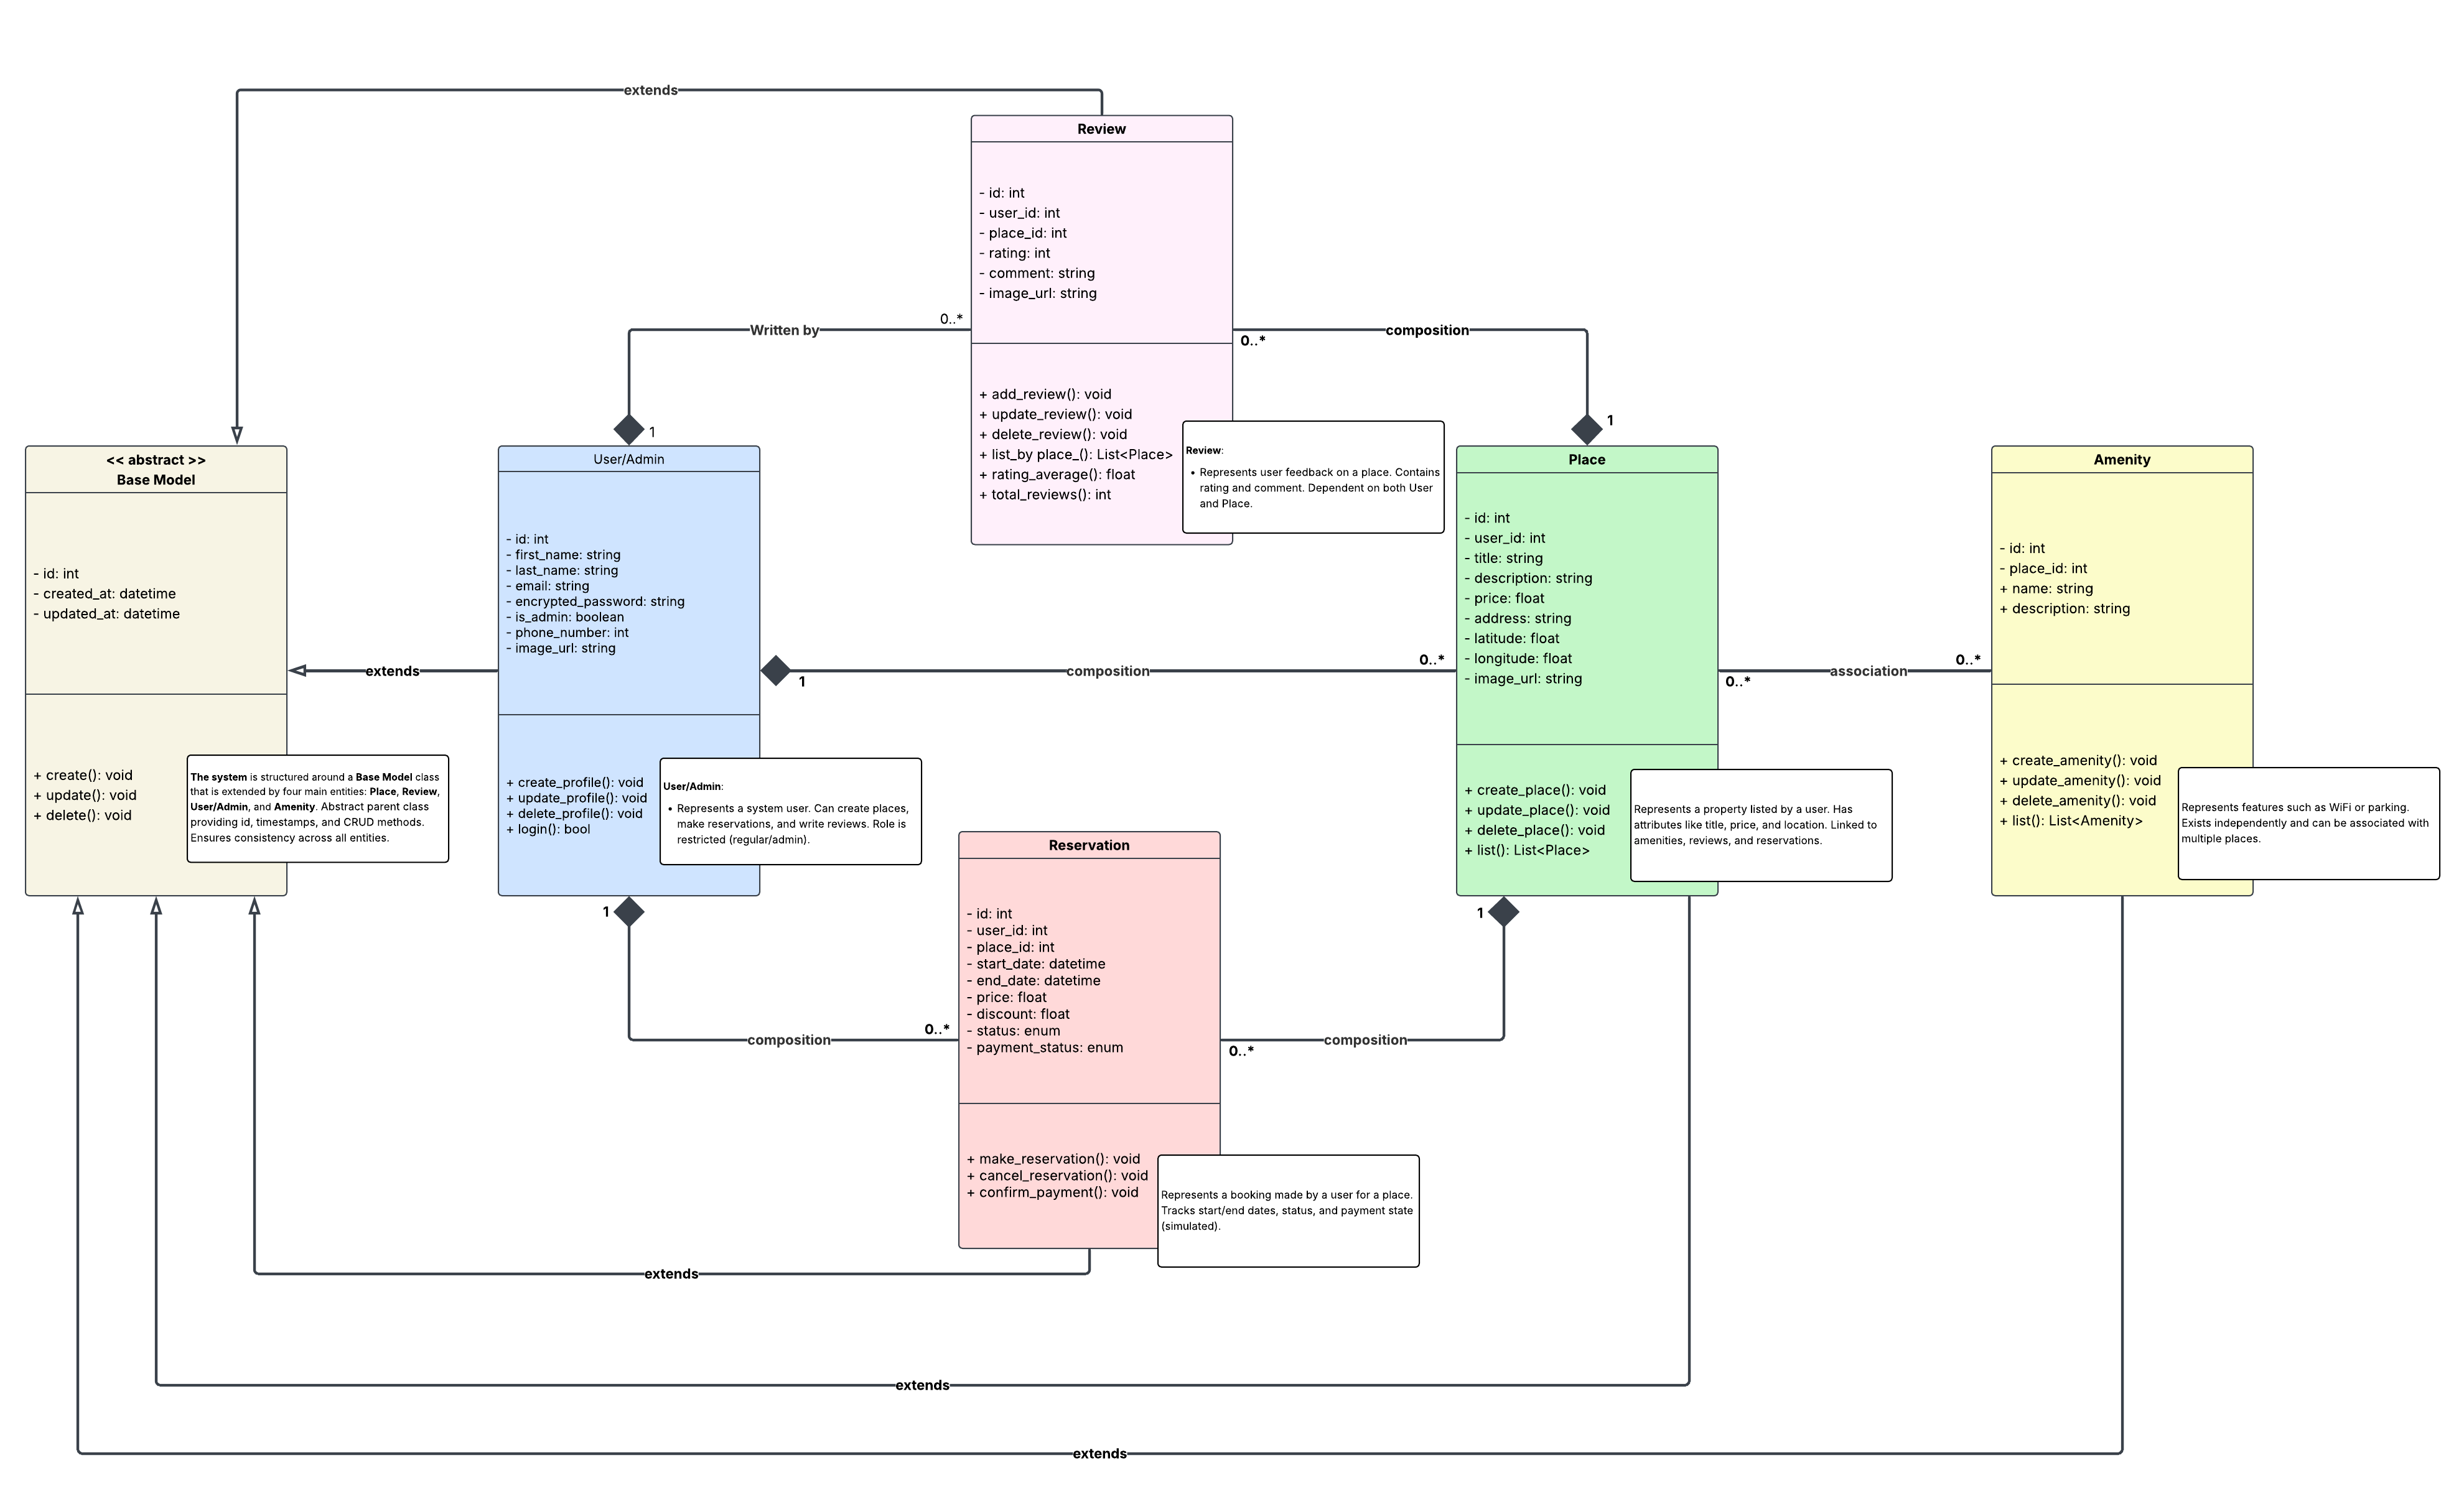 extends
Review
- id: int
- user_id: int
- place_id: int
- rating: int
- comment: string
- image_url: string
+ add_review(): void
+ update_review(): void
+ delete_review(): void
+ list_by place_(): List<Place>
+ rating_average(): float
+ total_reviews(): int
Review:
• Represents user feedback on a place. Contains
rating and comment. Dependent on both User
and Place.
0..*
Written by
1
0..*
composition
1
<< abstract >>
Base Model
- id: int
- created_at: datetime
- updated_at: datetime
+ create(): void
+ update(): void
+ delete(): void
The system is structured around a Base Model class
that is extended by four main entities: Place, Review,
User/Admin, and Amenity. Abstract parent class
providing id, timestamps, and CRUD methods.
Ensures consistency across all entities.
extends
User/Admin
- id: int
- first_name: string
- last_name: string
- email: string
- encrypted_password: string
- is_admin: boolean
- phone_number: int
- image_url: string
+ create_profile(): void
+ update_profile(): void
+ delete_profile(): void
+ login(): bool
User/Admin:
• Represents a system user. Can create places,
make reservations, and write reviews. Role is
restricted (regular/admin).
1
composition
0..*
Place
- id: int
- user_id: int
- title: string
- description: string
- price: float
- address: string
- latitude: float
- longitude: float
- image_url: string
+ create_place(): void
+ update_place(): void
+ delete_place(): void
+ list(): List<Place>
Represents a property listed by a user. Has
attributes like title, price, and location. Linked to
amenities, reviews, and reservations.
0..*
association
0..*
Amenity
- id: int
- place_id: int
+ name: string
+ description: string
+ create_amenity(): void
+ update_amenity(): void
+ delete_amenity(): void
+ list(): List<Amenity>
Represents features such as WiFi or parking.
Exists independently and can be associated with
multiple places.
1
composition
0..*
Reservation
- id: int
- user_id: int
- place_id: int
- start_date: datetime
- end_date: datetime
- price: float
- discount: float
- status: enum
- payment_status: enum
+ make_reservation(): void
+ cancel_reservation(): void
+ confirm_payment(): void
Represents a booking made by a user for a place.
Tracks start/end dates, status, and payment state
(simulated).
0..*
composition
1
extends
extends
extends